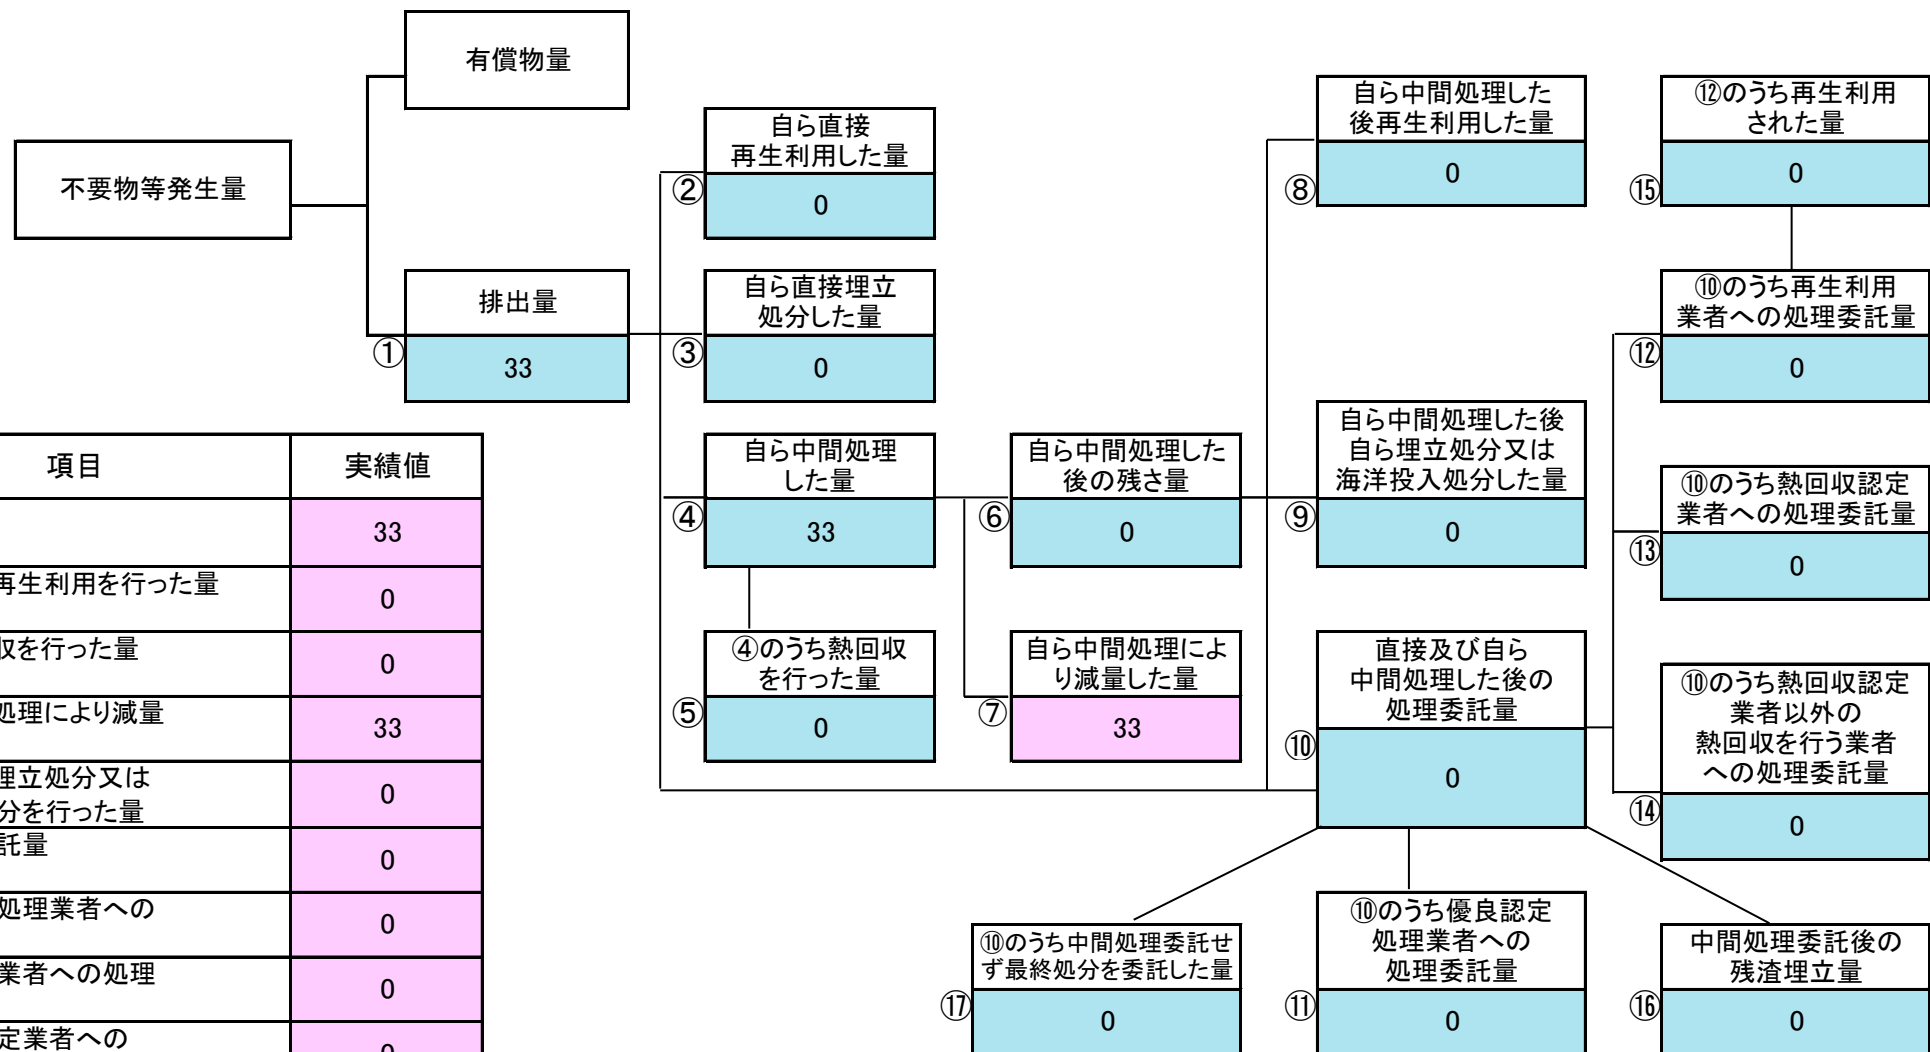 有償物量
不要物等発生量
自ら直接
再生利用した量
②
0
自ら中間処理した
後再生利用した量
⑧
0
⑫のうち再生利用
された量
⑮
0
排出量
①
33
自ら直接埋立
処分した量
③
0
⑩のうち再生利用
業者への処理委託量
⑫
0
自ら中間処理
した量
④
33
自ら中間処理した
後の残さ量
⑥
0
自ら中間処理した後
自ら埋立処分又は
海洋投入処分した量
⑨
0
⑩のうち熱回収認定
業者への処理委託量
⑬
0
④のうち熱回収
を行った量
⑤
0
自ら中間処理によ
り減量した量
⑦
33
直接及び自ら
中間処理した後の
処理委託量
⑩
0
⑩のうち熱回収認定
業者以外の
熱回収を行う業者
への処理委託量
⑭
0
⑩のうち中間処理委託せ
ず最終処分を委託した量
⑰
0
⑩のうち優良認定
処理業者への
処理委託量
⑪
0
中間処理委託後の
残渣埋立量
⑯
0
項目 実績値
33
再生利用を行った量 0
収を行った量 0
処理により減量 33
埋立処分又は
分を行った量 0
託量 0
処理業者への 0
業者への処理 0
定業者への